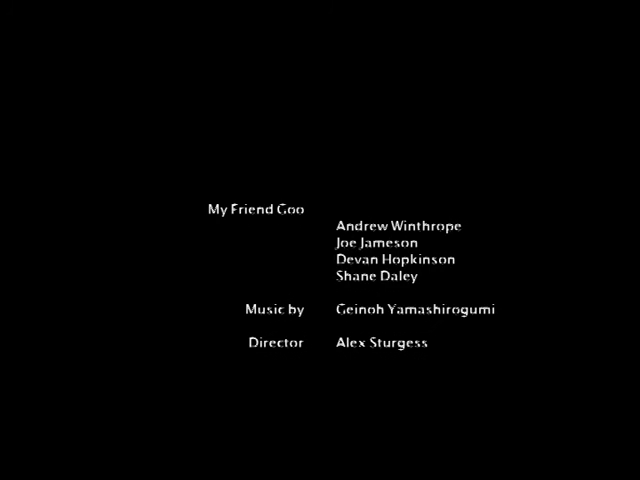 My Friend Goo
Andrew Winthrope
Joe Jameson
Devan Hopkinson
Shane Daley
Music by Geinoh Yamashirogumi
Director Alex Sturgess